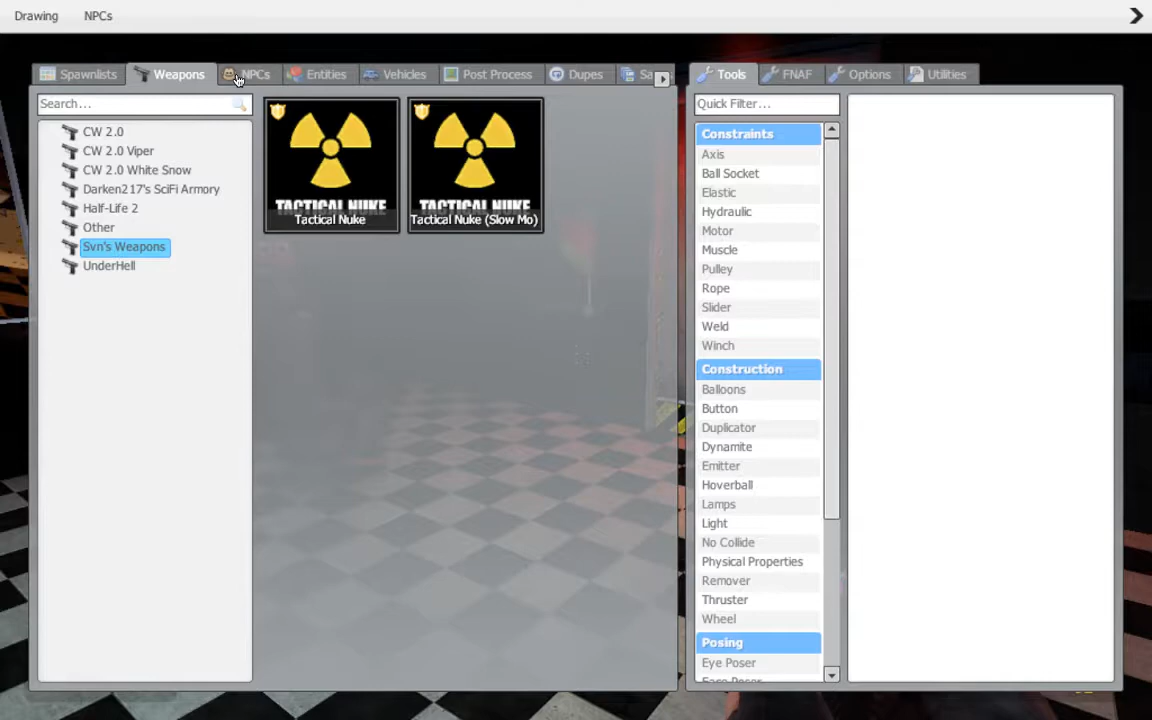 Drawing NPCs
Spawnlists Weapons NPCs Entities Vehicles Post Process Dupes Sa
Tools FNAF Options Utilities
Search...
CW 2.0
CW 2.0 Viper
CW 2.0 White Snow
Darken217's SciFi Armory
Half-Life 2
Other
Svn's Weapons
UnderHell
TACTICAL NUKE
Tactical Nuke
TACTICAL NUKE
Tactical Nuke (Slow Mo)
Quick Filter...
Constraints
Axis
Ball Socket
Elastic
Hydraulic
Motor
Muscle
Pulley
Rope
Slider
Weld
Winch
Construction
Balloons
Button
Duplicator
Dynamite
Emitter
Hoverball
Lamps
Light
No Collide
Physical Properties
Remover
Thruster
Wheel
Posing
Eye Poser
Face Poser